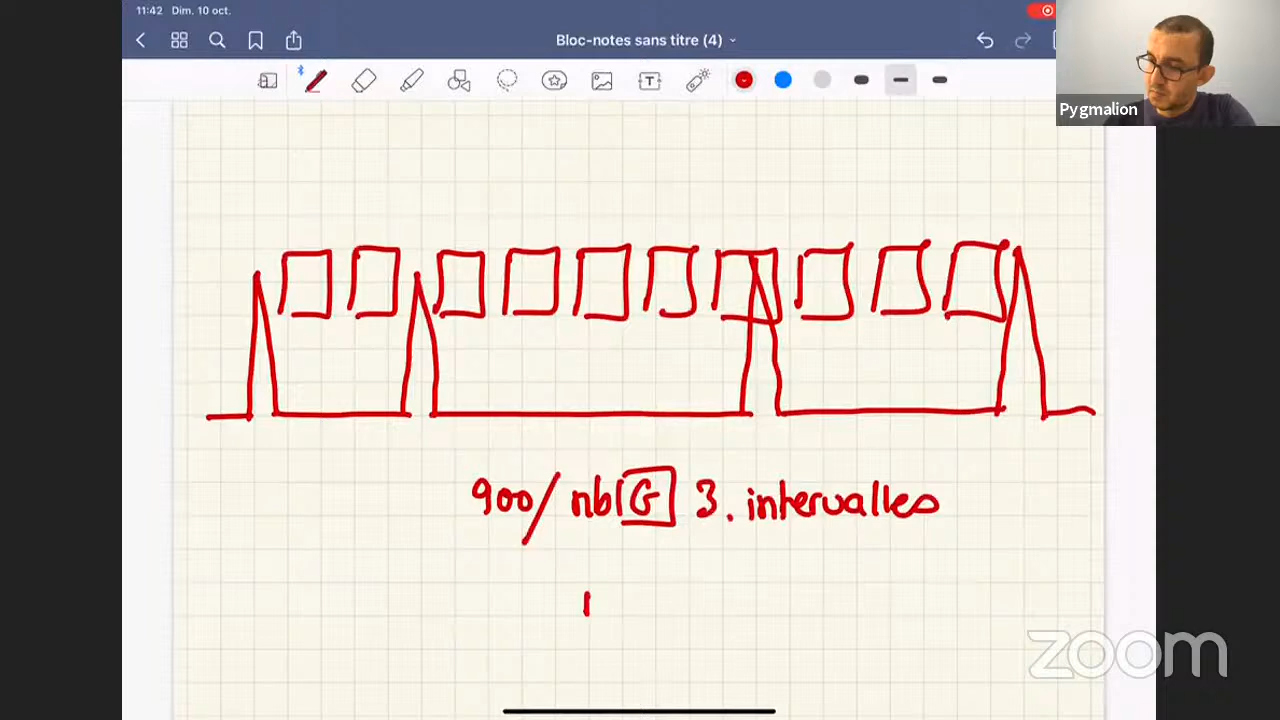 11:42 Dim. 10 oct.
Bloc-notes sans titre (4)
T
Pygmalion
900/ nb G 3. intervalles
zoom